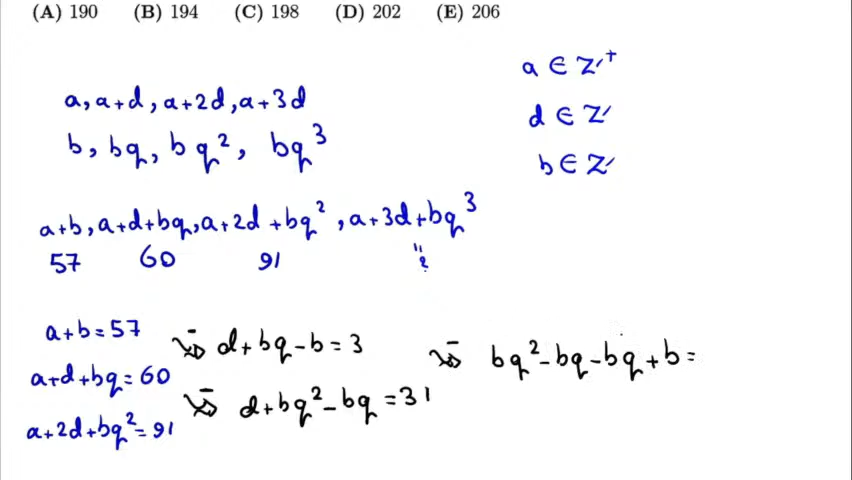 (A) 190 (B) 194 (C) 198 (D) 202 (E) 206
a ∈ Z⁺
a, a+d, a+2d, a+3d
d ∈ Z
b, bq, bq², bq³
b ∈ Z
a+b, a+d+bq, a+2d+bq², a+3d+bq³
57 60 91 " ?
a+b=57
⇒ d+bq-b=3
⇒ bq²-bq-bq+b=
a+d+bq=60
⇒ d+bq²-bq=31
a+2d+bq²=91